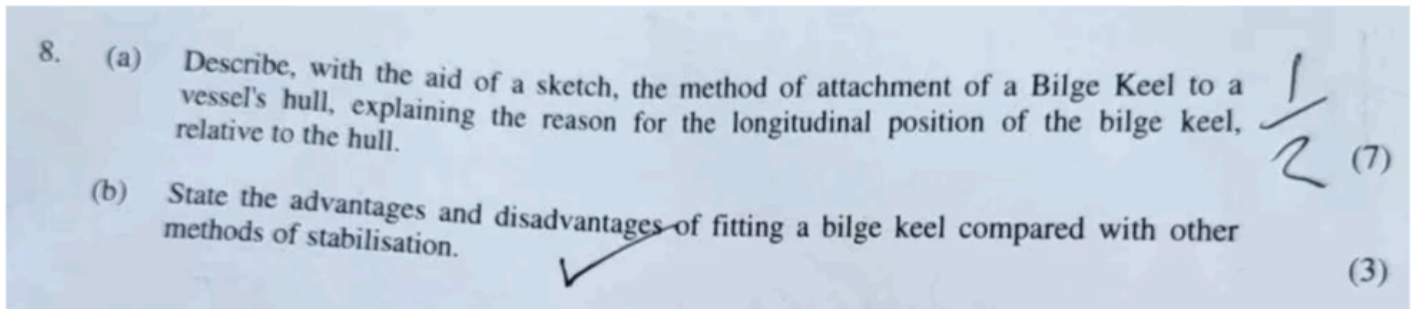 8. (a) Describe, with the aid of a sketch, the method of attachment of a Bilge Keel to a
vessel's hull, explaining the reason for the longitudinal position of the bilge keel,
relative to the hull. (7)
1/2
(b) State the advantages and disadvantages of fitting a bilge keel compared with other
methods of stabilisation.
(3)